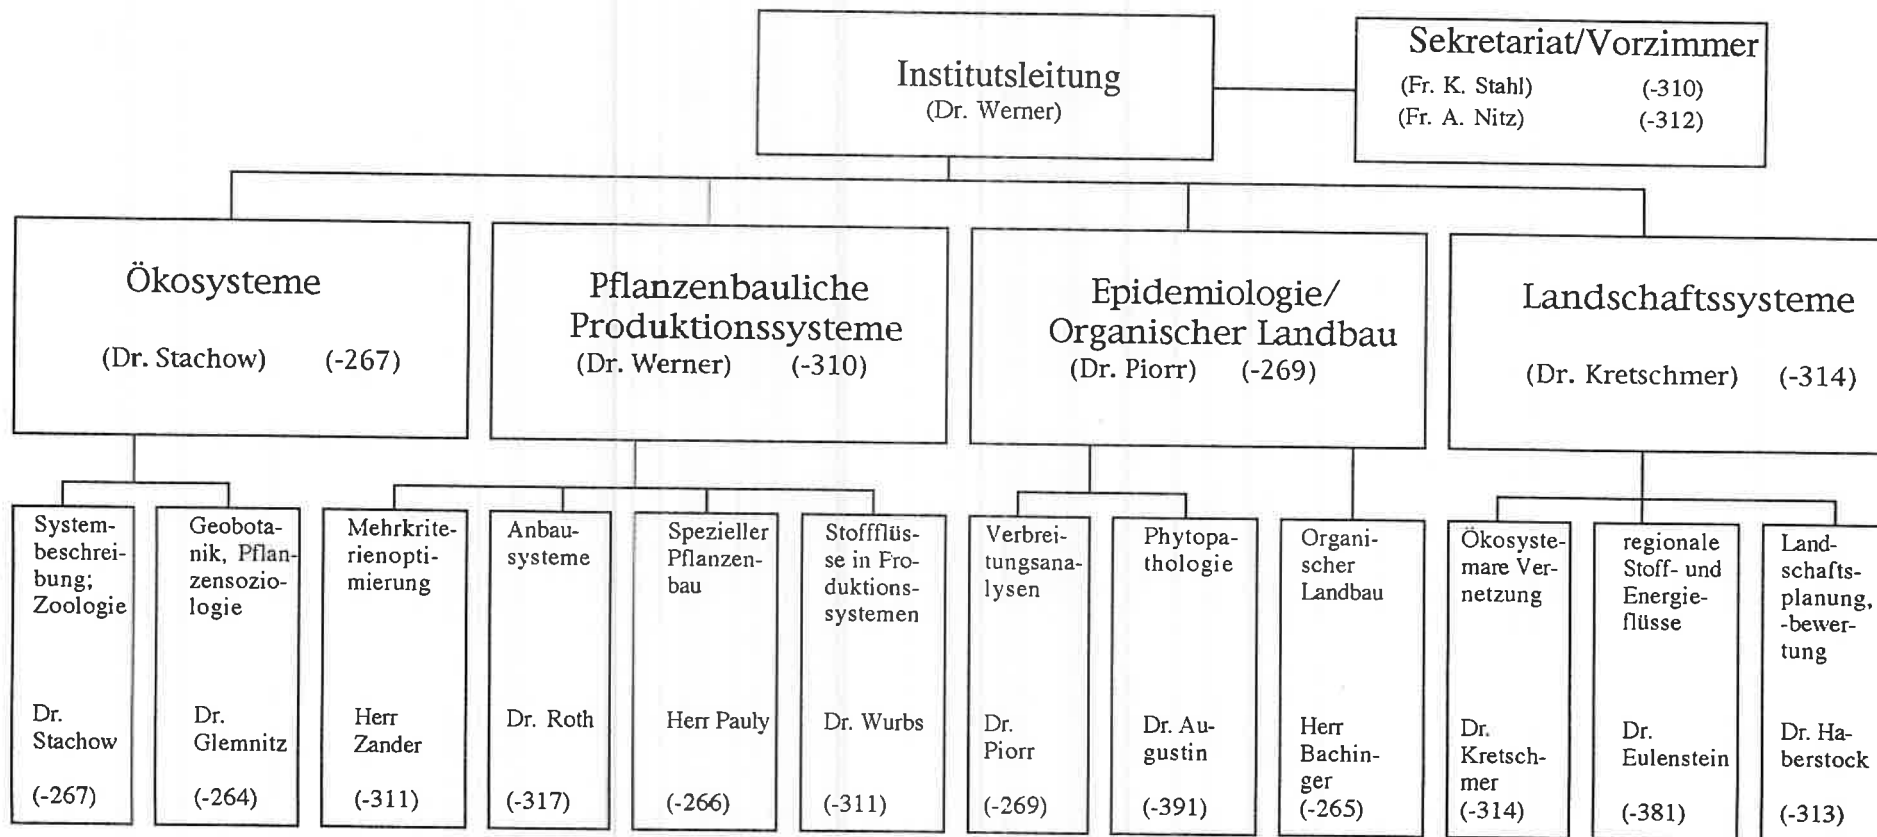 Institutsleitung
(Dr. Werner)
Sekretariat/Vorzimmer
(Fr. K. Stahl) (-310)
(Fr. A. Nitz) (-312)
Ökosysteme
(Dr. Stachow) (-267)
Pflanzenbauliche
Produktionssysteme
(Dr. Werner) (-310)
Epidemiologie/
Organischer Landbau
(Dr. Piorr) (-269)
Landschaftssysteme
(Dr. Kretschmer) (-314)
System-
beschrei-
bung;
Zoologie
Dr.
Stachow
(-267)
Geobota-
nik, Pflan-
zensozio-
logie
Dr.
Glemnitz
(-264)
Mehrkrite-
rienopti-
mierung
Herr
Zander
(-311)
Anbau-
systeme
Dr. Roth
(-317)
Spezieller
Pflanzen-
bau
Herr Pauly
(-266)
Stoffflüs-
se in Pro-
duktions-
systemen
Dr. Wurbs
(-311)
Verbrei-
tungsana-
lysen
Dr.
Piorr
(-269)
Phytopa-
thologie
Dr. Au-
gustin
(-391)
Organi-
scher
Landbau
Herr
Bachin-
ger
(-265)
Ökosyste-
mare Ver-
netzung
Dr.
Kretsch-
mer
(-314)
regionale
Stoff- und
Energie-
flüsse
Dr.
Eulenstein
(-381)
Land-
schafts-
planung,
-bewer-
tung
Dr. Ha-
berstock
(-313)